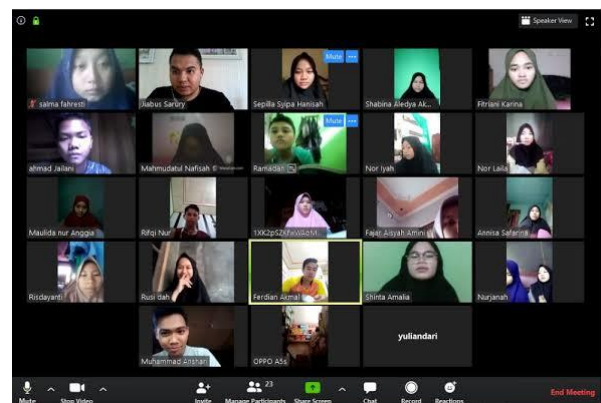 Speaker View
salma fahresti
Jiabus Sarury
Mute
Sepilla Syipa Hanisah
Shabina Aledya Ak...
Fitriani Karina
ahmad Jailani
Mahmudatul Nafisah
Mute
Ramadan
Nor Iyah
Nor Laila
Maulida nur Anggia
Rifqi Nur
Fajar Aisyah Amini
Annisa Safarina
Risdayanti
Rusi dah
Ferdian Akmal
Shinta Amalia
Nurjanah
Muhammad Anshari
OPPO A5s
yuliandari
Mute
Stop Video
Invite
23
Manage Participants
Share Screen
Chat
Record
Reactions
End Meeting